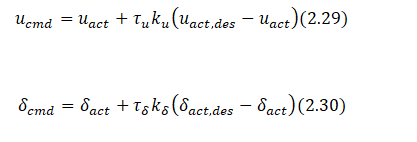 u_cmd = u_act + τ_u k_u(u_act,des − u_act)(2.29)
δ_cmd = δ_act + τ_δ k_δ(δ_act,des − δ_act)(2.30)